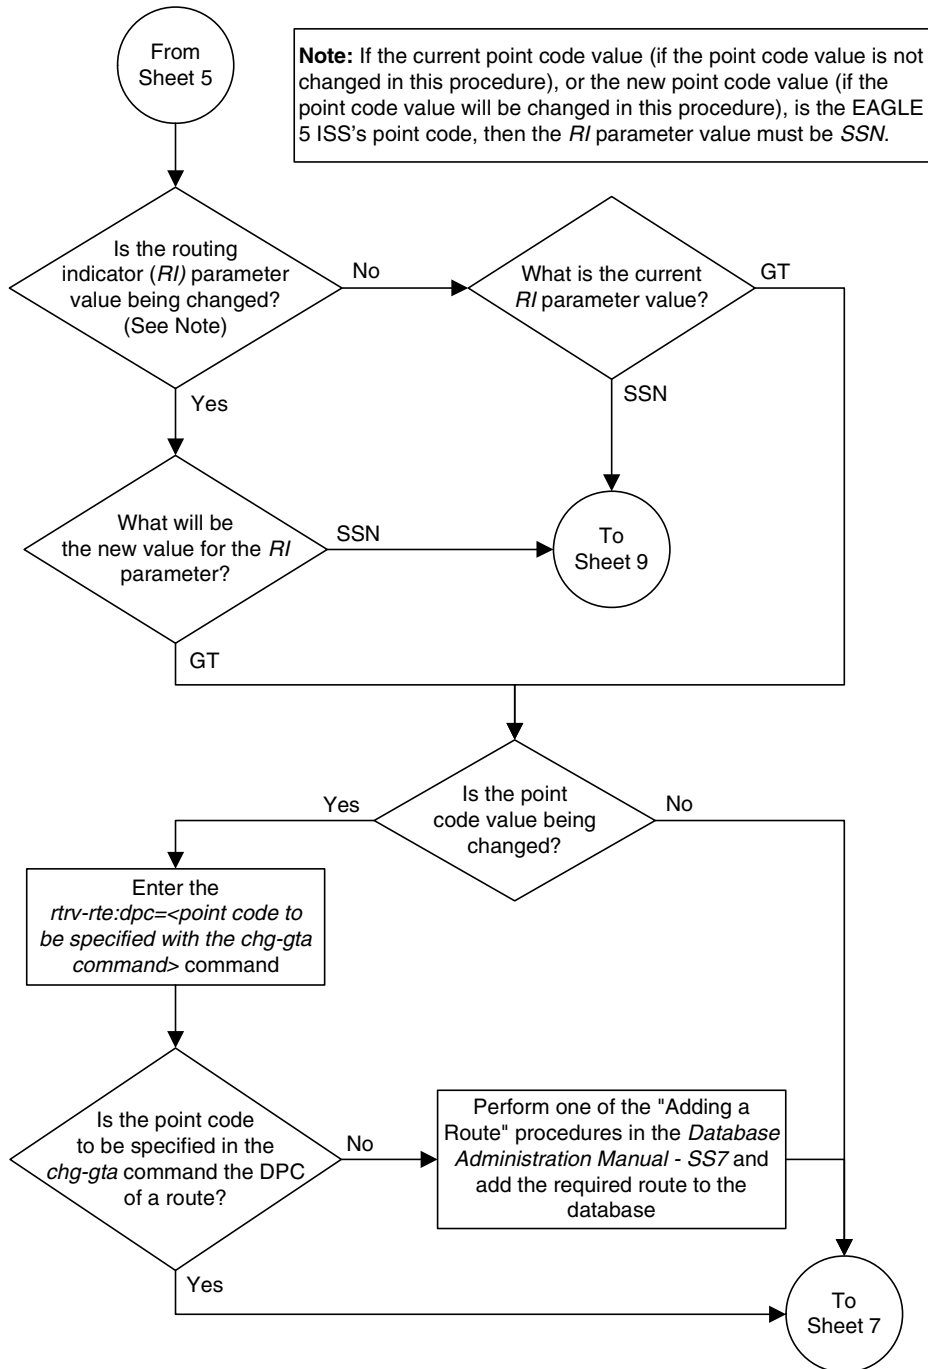 From
Sheet 5
Note: If the current point code value (if the point code value is not
changed in this procedure), or the new point code value (if the
point code value will be changed in this procedure), is the EAGLE
5 ISS's point code, then the RI parameter value must be SSN.
Is the routing
indicator (RI) parameter
value being changed?
(See Note)
No
What is the current
RI parameter value?
GT
SSN
Yes
What will be
the new value for the RI
parameter?
SSN
To
Sheet 9
GT
Is the point
code value being
changed?
Yes
No
Enter the
rtrv-rte:dpc=<point code to
be specified with the chg-gta
command> command
Is the point code
to be specified in the
chg-gta command the DPC
of a route?
No
Perform one of the "Adding a
Route" procedures in the Database
Administration Manual - SS7 and
add the required route to the
database
Yes
To
Sheet 7